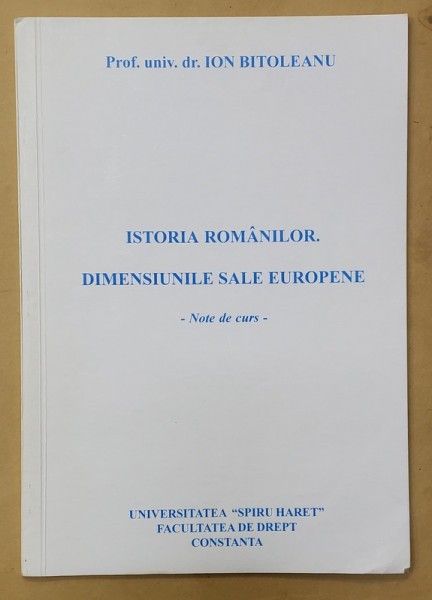 Prof. univ. dr. ION BITOLEANU
ISTORIA ROMÂNILOR.
DIMENSIUNILE SALE EUROPENE
- Note de curs -
UNIVERSITATEA "SPIRU HARET"
FACULTATEA DE DREPT
CONSTANTA